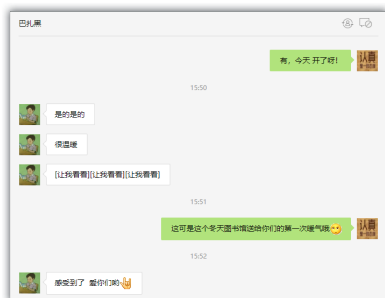 巴扎黑
有，今天 开了呀！
15:50
是的是的
很温暖
[让我看看][让我看看][让我看看]
15:51
这可是这个冬天图书馆送给你们的第一次暖气哦
15:52
感受到了 爱你们哟